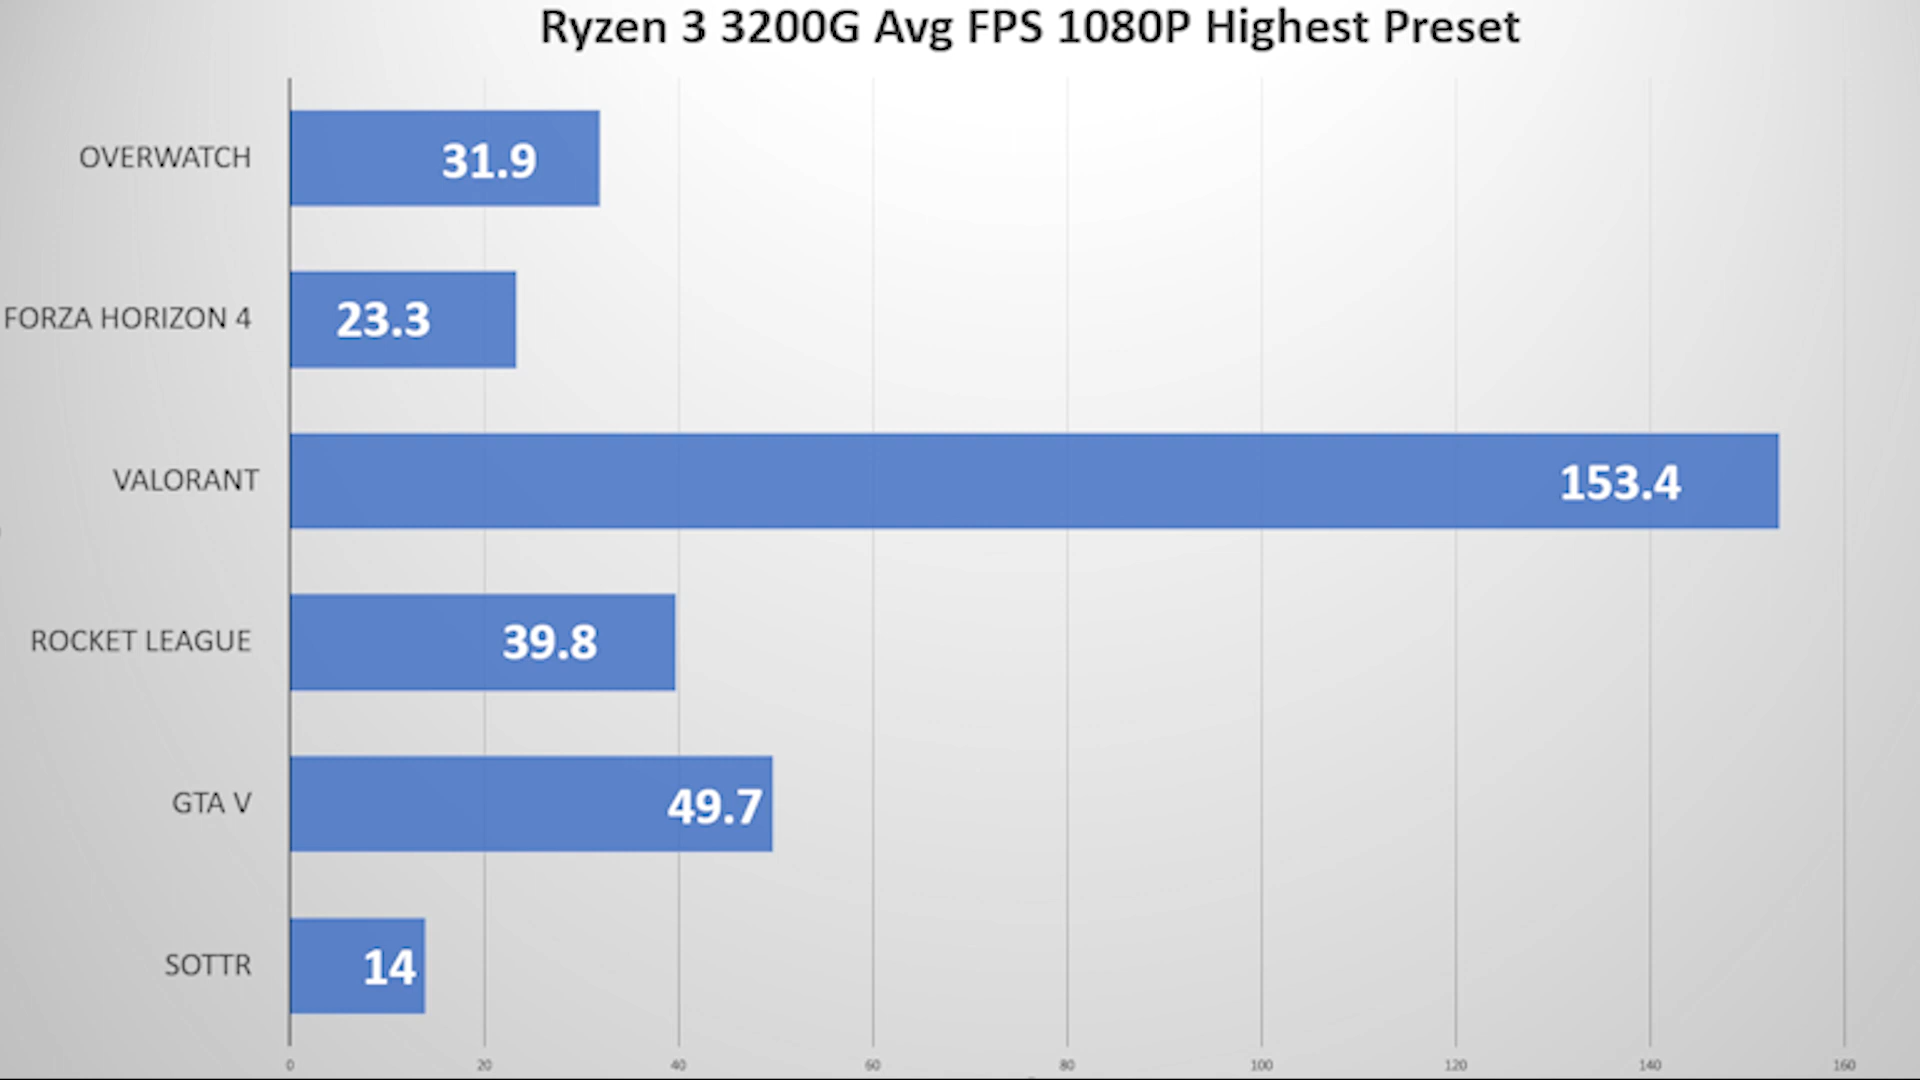 Ryzen 3 3200G Avg FPS 1080P Highest Preset
OVERWATCH 31.9
FORZA HORIZON 4 23.3
VALORANT 153.4
ROCKET LEAGUE 39.8
GTA V 49.7
SOTTR 14
0 20 40 60 80 100 120 140 160